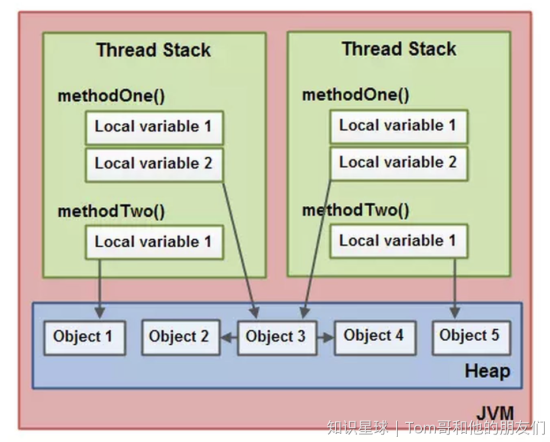 Thread Stack
methodOne()
Local variable 1
Local variable 2
methodTwo()
Local variable 1
Thread Stack
methodOne()
Local variable 1
Local variable 2
methodTwo()
Local variable 1
Object 1
Object 2
Object 3
Object 4
Object 5
Heap
JVM
知识星球 | Tom哥和他的朋友们